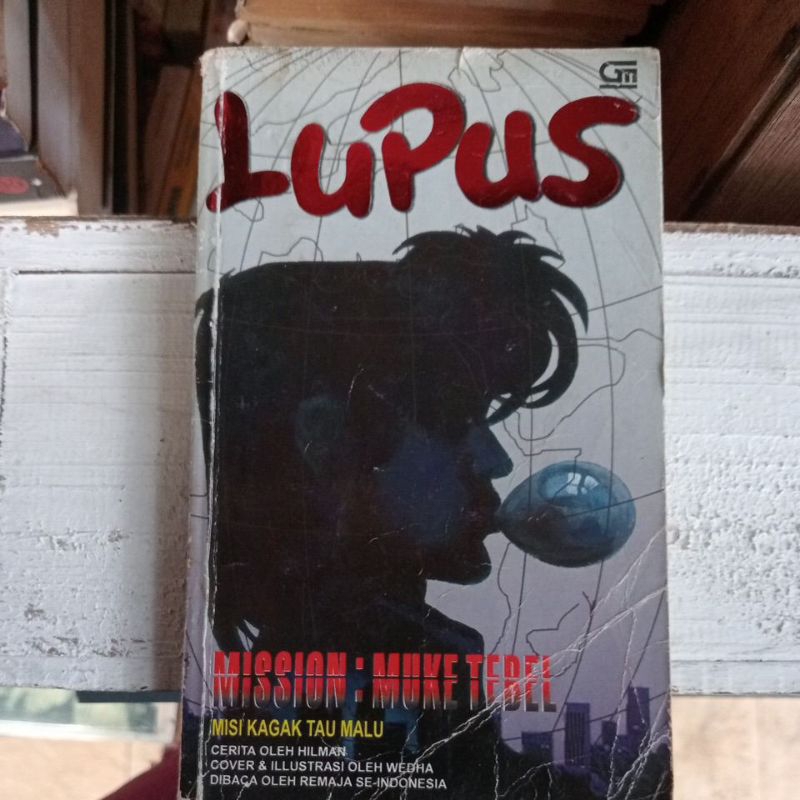 LuPuS
MISSION : MUKE TEBEL
MISI KAGAK TAU MALU
CERITA OLEH HILMAN
COVER & ILLUSTRASI OLEH WEDHA
DIBACA OLEH REMAJA SE-INDONESIA